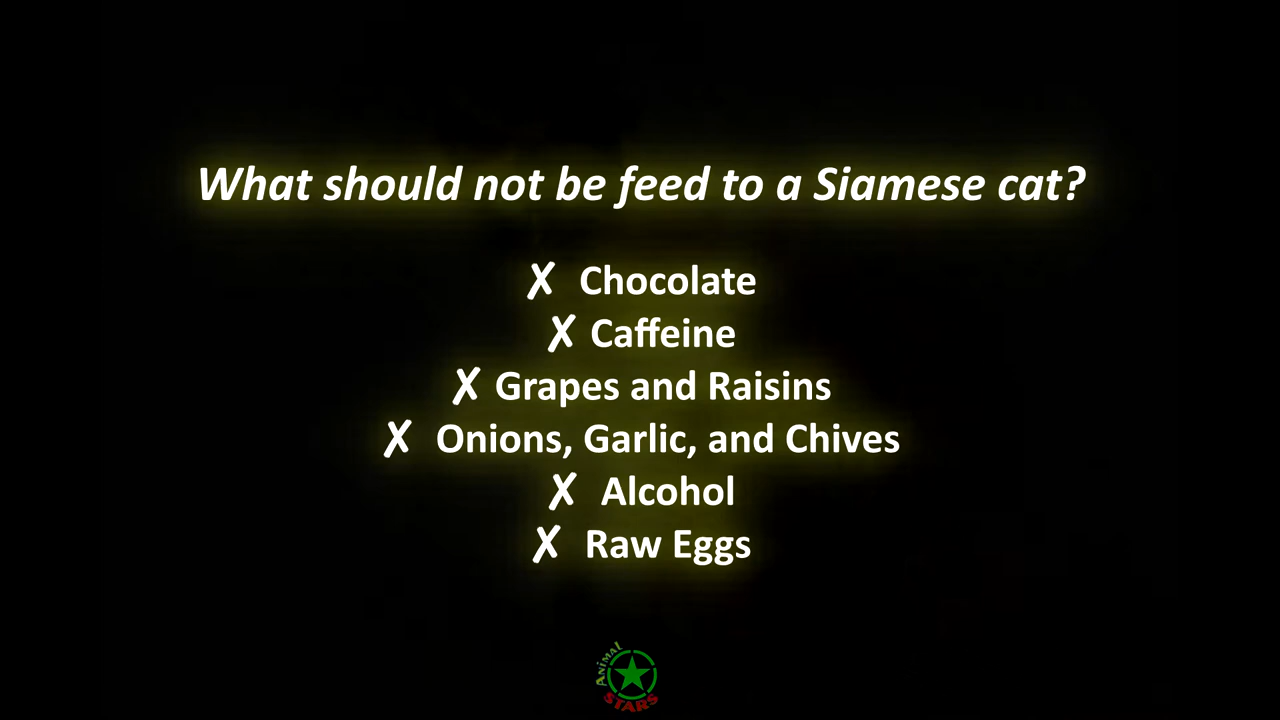 What should not be feed to a Siamese cat?
✗ Chocolate
✗ Caffeine
✗ Grapes and Raisins
✗ Onions, Garlic, and Chives
✗ Alcohol
✗ Raw Eggs
ANIMAL
STARS